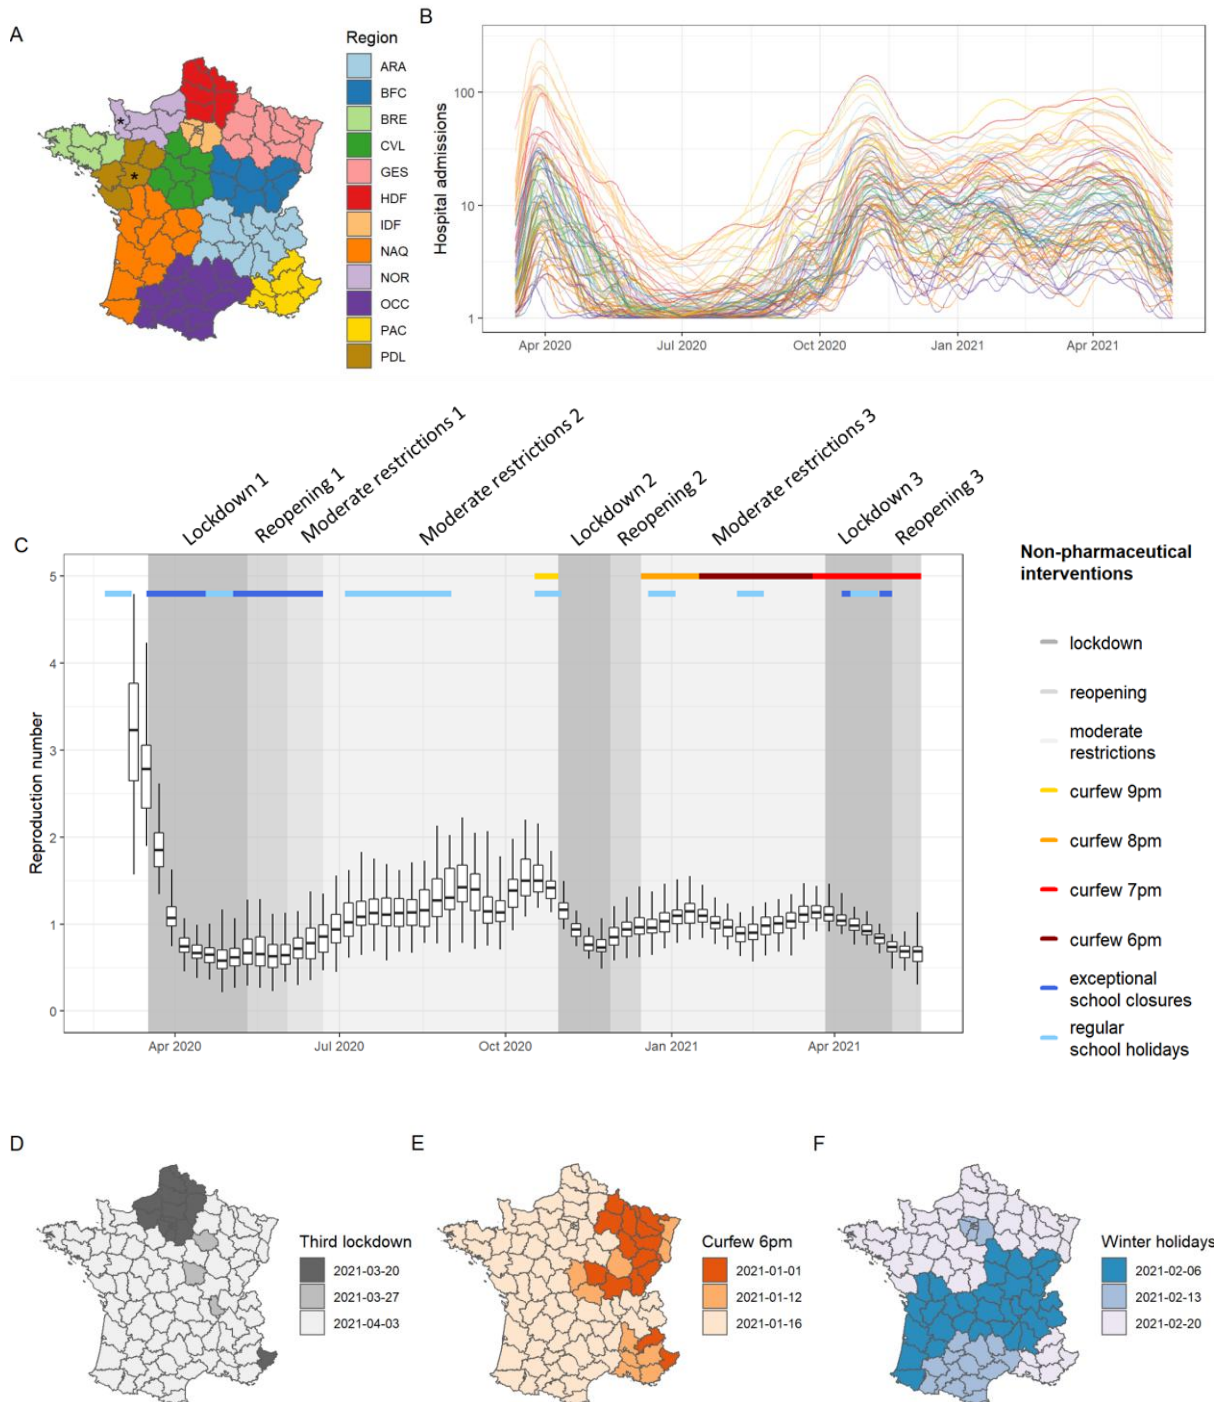 A
Region
ARA
BFC
BRE
CVL
GES
HDF
IDF
NAQ
NOR
OCC
PAC
PDL
*
*
B
Hospital admissions
100
10
1
Apr 2020
Jul 2020
Oct 2020
Jan 2021
Apr 2021
Lockdown 1
Reopening 1
Moderate restrictions 1
Moderate restrictions 2
Lockdown 2
Reopening 2
Moderate restrictions 3
Lockdown 3
Reopening 3
C
Reproduction number
5
4
3
2
1
0
Apr 2020
Jul 2020
Oct 2020
Jan 2021
Apr 2021
Non-pharmaceutical
interventions
lockdown
reopening
moderate
restrictions
curfew 9pm
curfew 8pm
curfew 7pm
curfew 6pm
exceptional
school closures
regular
school holidays
D
Third lockdown
2021-03-20
2021-03-27
2021-04-03
E
Curfew 6pm
2021-01-01
2021-01-12
2021-01-16
F
Winter holidays
2021-02-06
2021-02-13
2021-02-20